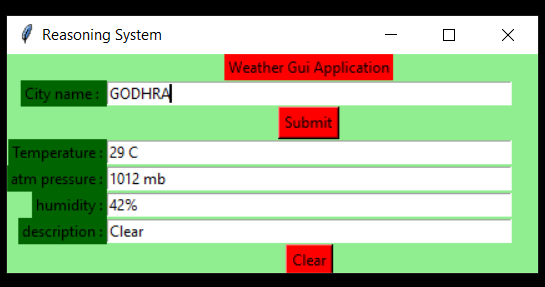 Reasoning System
Weather Gui Application
City name : GODHRA
Submit
Temperature : 29 C
atm pressure : 1012 mb
humidity : 42%
description : Clear
Clear